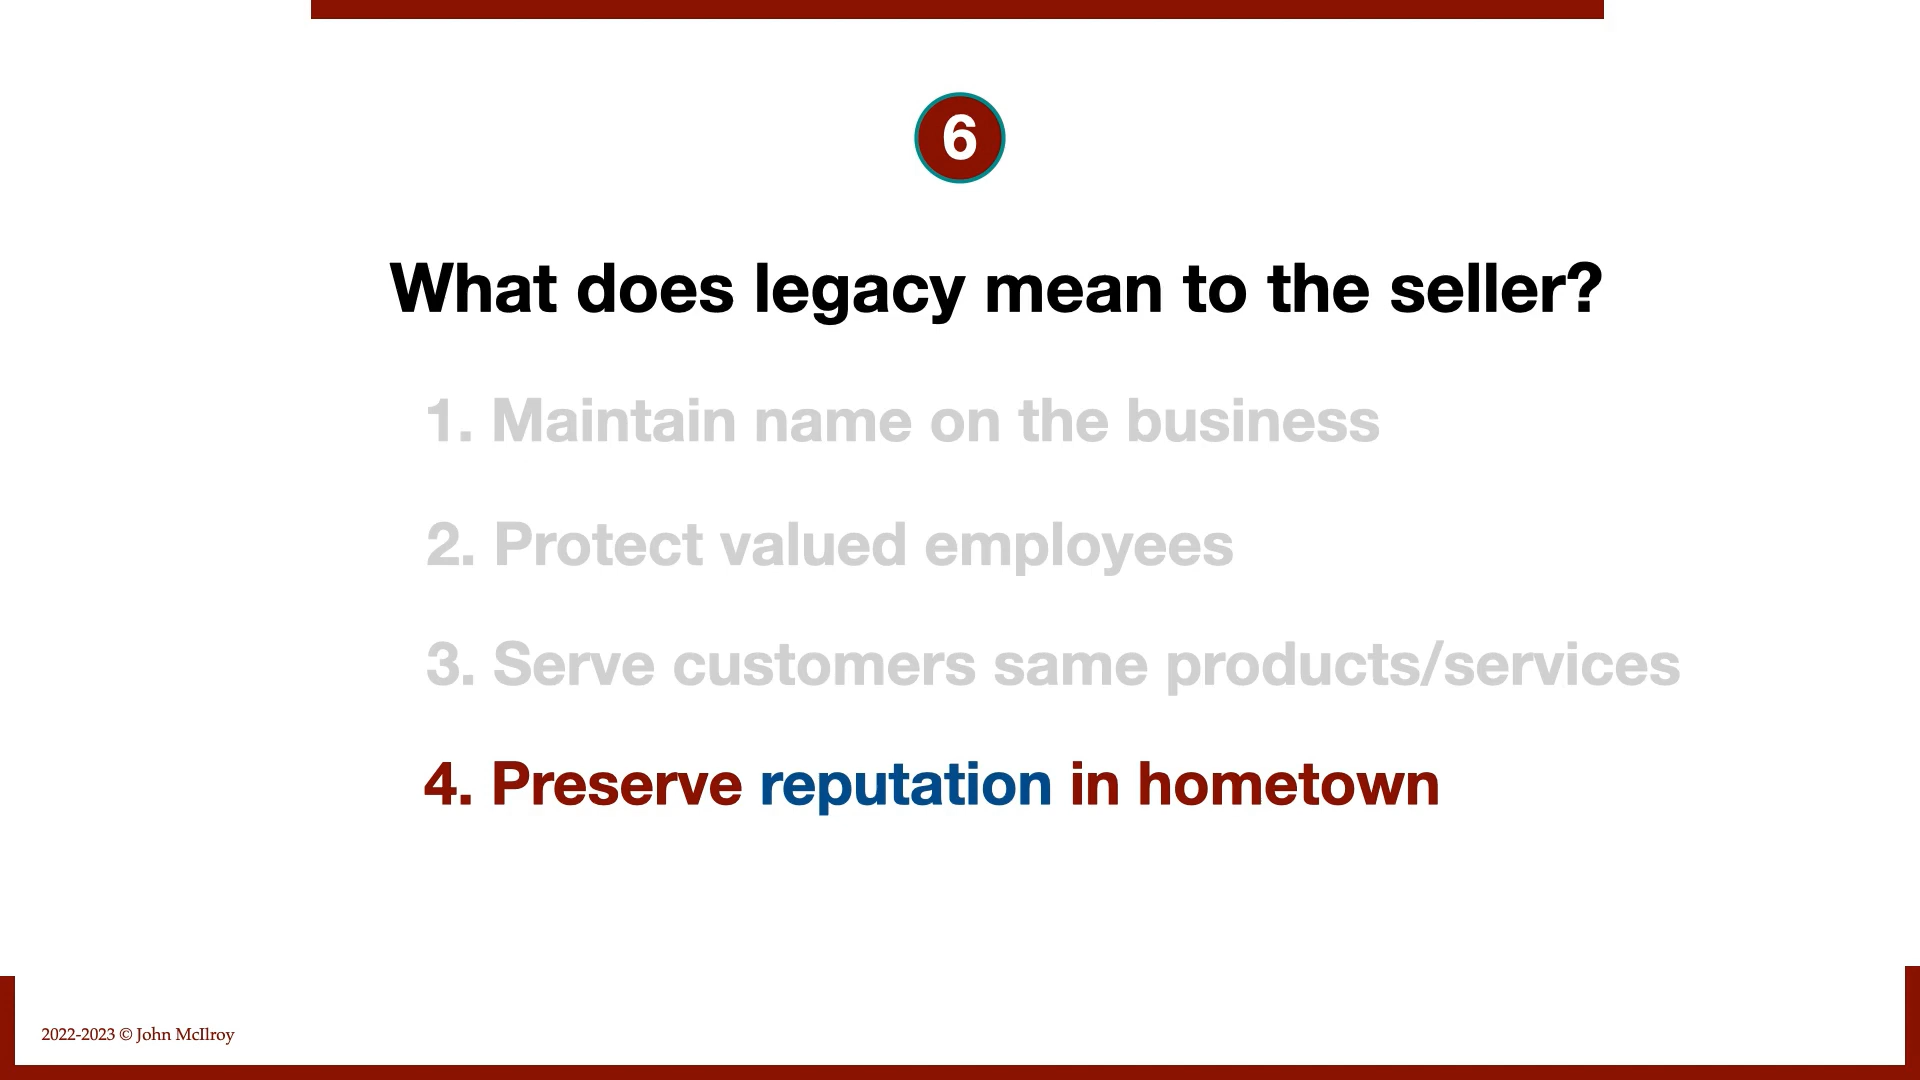 6
What does legacy mean to the seller?
1. Maintain name on the business
2. Protect valued employees
3. Serve customers same products/services
4. Preserve reputation in hometown
2022-2023 © John McIlroy